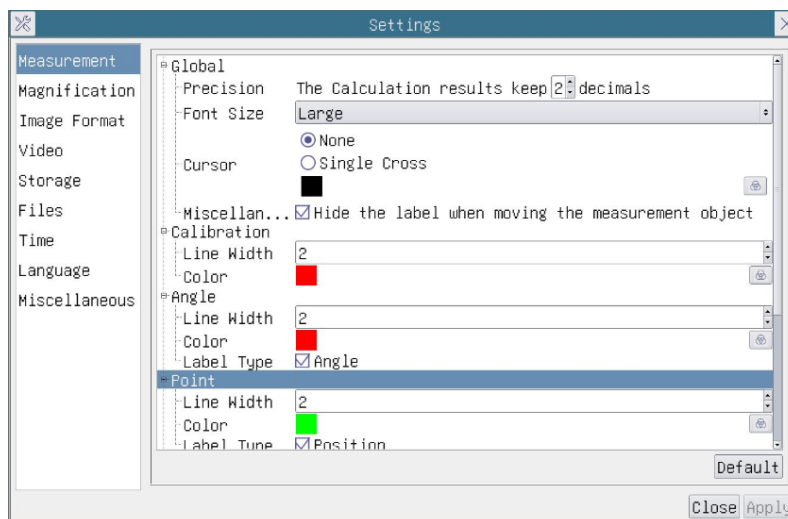 Settings
Measurement
Magnification
Image Format
Video
Storage
Files
Time
Language
Miscellaneous
Global
Precision The Calculation results keep 2 decimals
Font Size Large
None
Cursor Single Cross
Miscellan... Hide the label when moving the measurement object
Calibration
Line Width 2
Color
Angle
Line Width 2
Color
Label Type Angle
Point
Line Width 2
Color
Label Type Position
Default
Close Apply